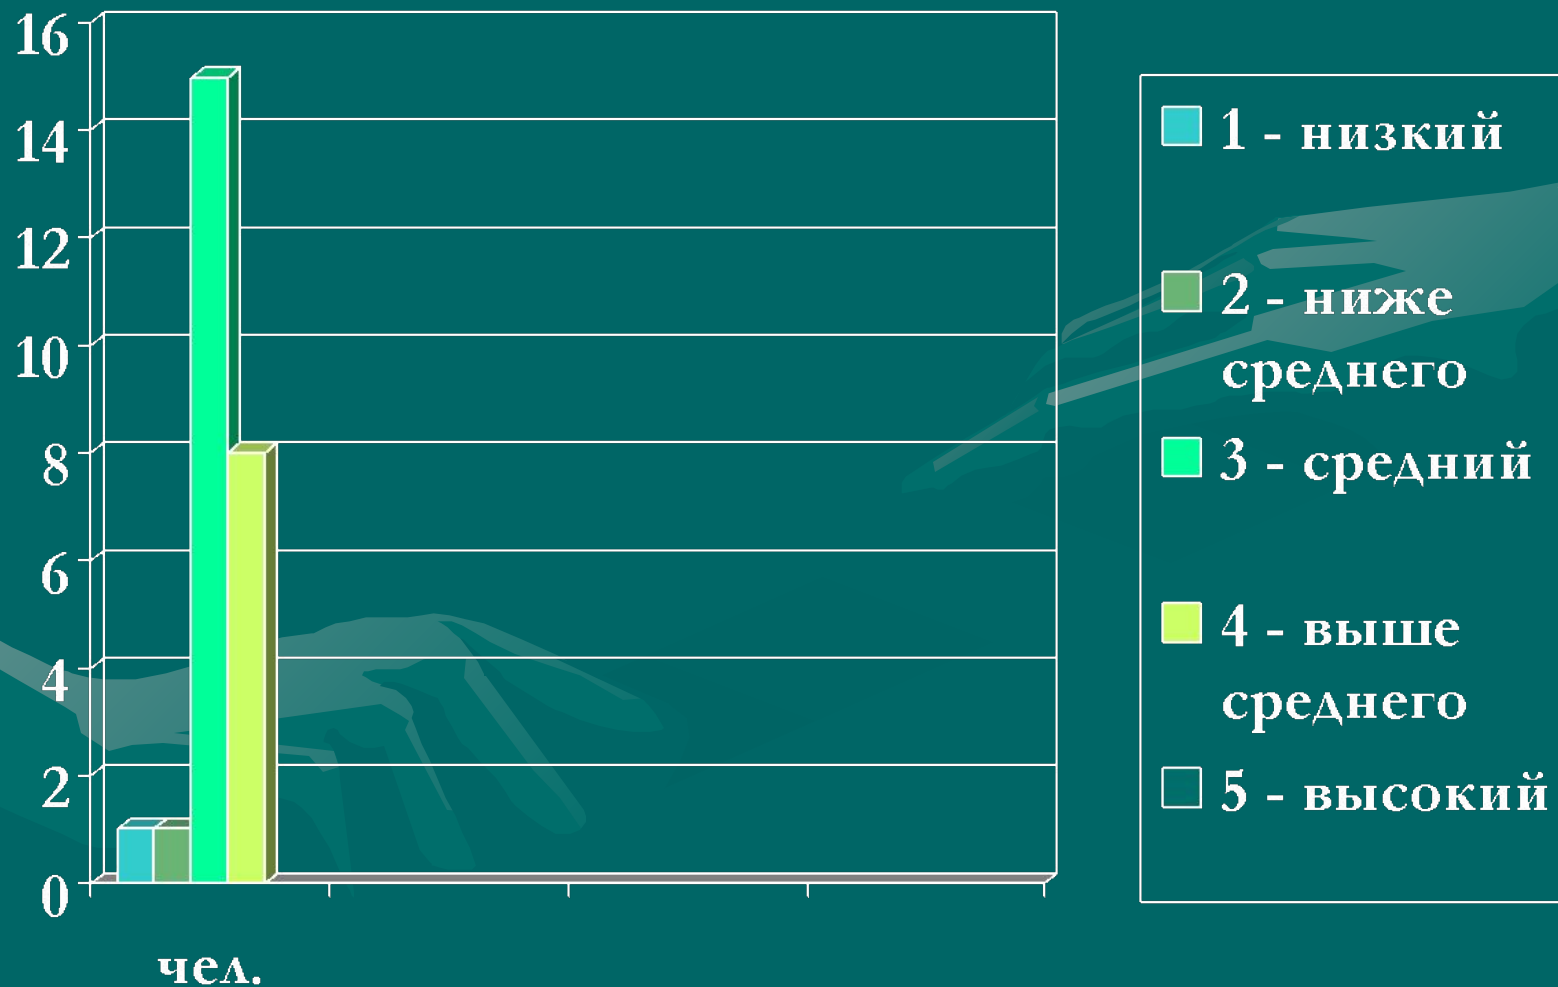 16
14
12
10
8
6
4
2
0
чел.
1 - низкий
2 - ниже
среднего
3 - средний
4 - выше
среднего
5 - высокий